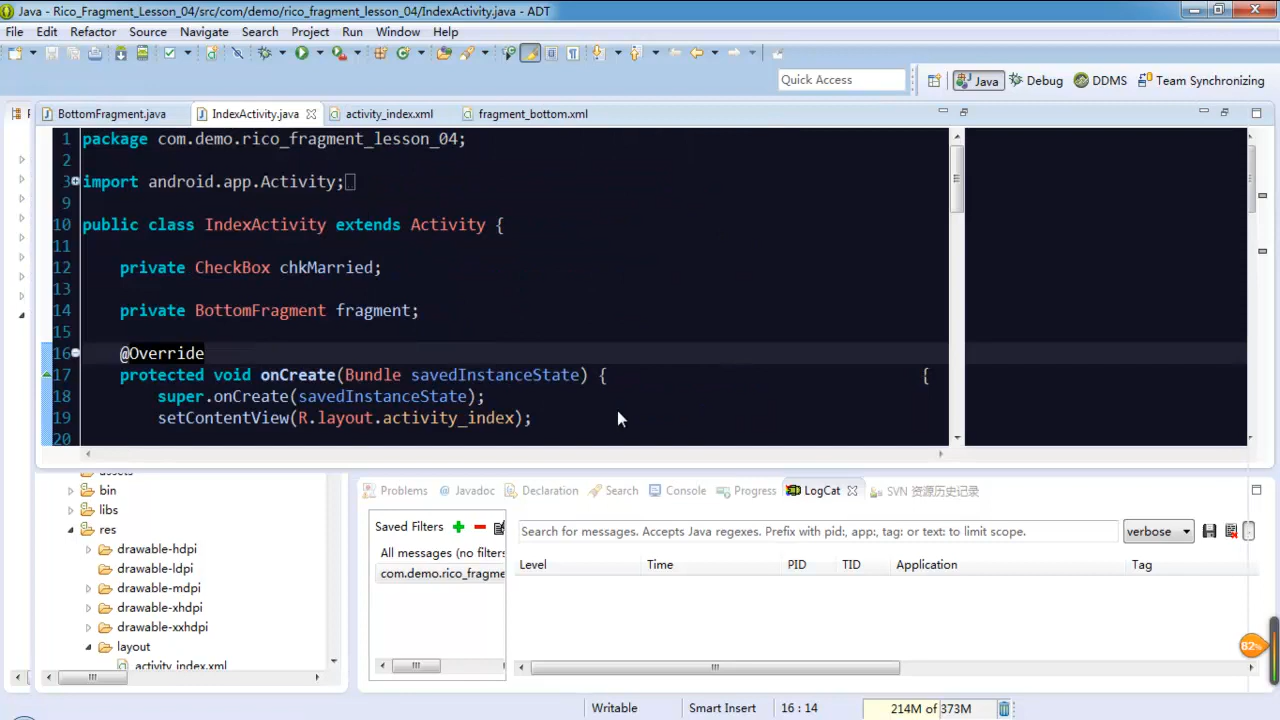 Java - Rico_Fragment_Lesson_04/src/com/demo/rico_fragment_lesson_04/IndexActivity.java - ADT
File Edit Refactor Source Navigate Search Project Run Window Help
Quick Access Java Debug DDMS Team Synchronizing
BottomFragment.java IndexActivity.java activity_index.xml fragment_bottom.xml
1 package com.demo.rico_fragment_lesson_04;
2
3 import android.app.Activity;
9
10 public class IndexActivity extends Activity {
11
12 private CheckBox chkMarried;
13
14 private BottomFragment fragment;
15
16 @Override
17 protected void onCreate(Bundle savedInstanceState) { {
18 super.onCreate(savedInstanceState);
19 setContentView(R.layout.activity_index);
20
assets
bin
libs
res
drawable-hdpi
drawable-ldpi
drawable-mdpi
drawable-xhdpi
drawable-xxhdpi
layout
activity_index.xml
Problems @ Javadoc Declaration Search Console Progress LogCat SVN 资源历史记录
Saved Filters
All messages (no filters
com.demo.rico_fragme
Search for messages. Accepts Java regexes. Prefix with pid:, app:, tag: or text: to limit scope. verbose
Level Time PID TID Application Tag
82%
Writable Smart Insert 16 : 14 214M of 373M